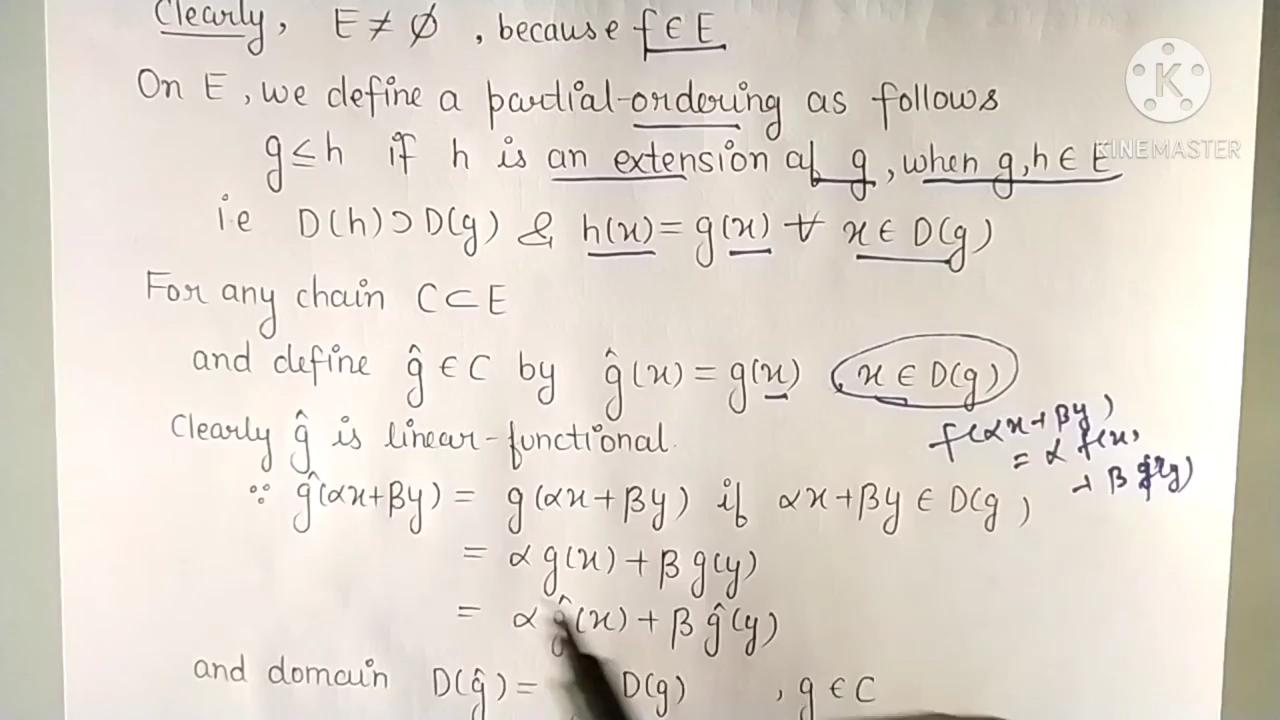 Clearly, E ≠ ∅, because f ∈ E
On E, we define a partial-ordering as follows
g ≤ h if h is an extension of g, when g, h ∈ E
i.e D(h) ⊃ D(g) & h(x) = g(x) ∀ x ∈ D(g)
For any chain C ⊂ E
and define ĝ ∈ C by ĝ(x) = g(x) , x ∈ D(g)
Clearly ĝ is linear-functional.
f(αx+βy)
= α f(x)
+ β
∵ ĝ(αx+βy) = g(αx+βy) if αx+βy ∈ D(g)
= α g(x) + β g(y)
= α ĝ(x) + β ĝ(y)
and domain D(ĝ) = D(g) , g ∈ C
K
KINEMASTER